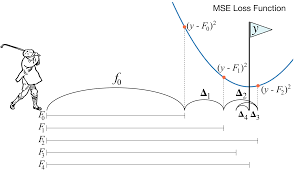 MSE Loss Function
(y - F₀)²
y
(y - F₁)²
(y - F₂)²
f₀
Δ₁
Δ₂
Δ₄ Δ₃
F₀
F₁
F₂
F₃
F₄